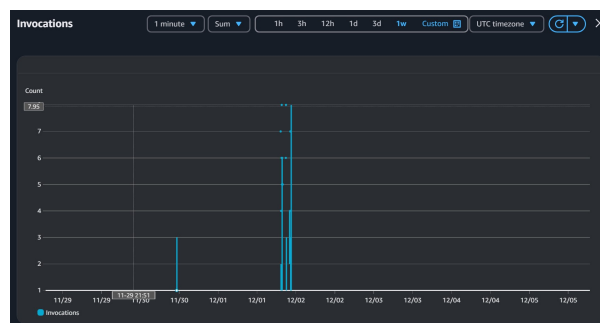 Invocations 1 minute Sum 1h 3h 12h 1d 3d 1w Custom UTC timezone
Count
7.95
7
6
5
4
3
2
1
11-29 21:51
11/29 11/29 11/30 11/30 12/01 12/01 12/02 12/02 12/03 12/03 12/04 12/04 12/05 12/05
Invocations